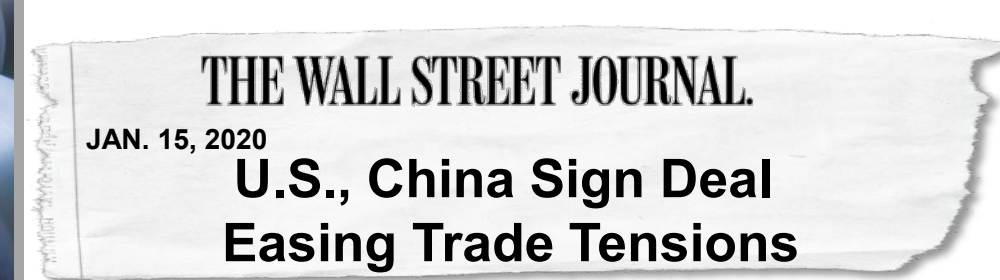 THE WALL STREET JOURNAL.
JAN. 15, 2020
U.S., China Sign Deal
Easing Trade Tensions